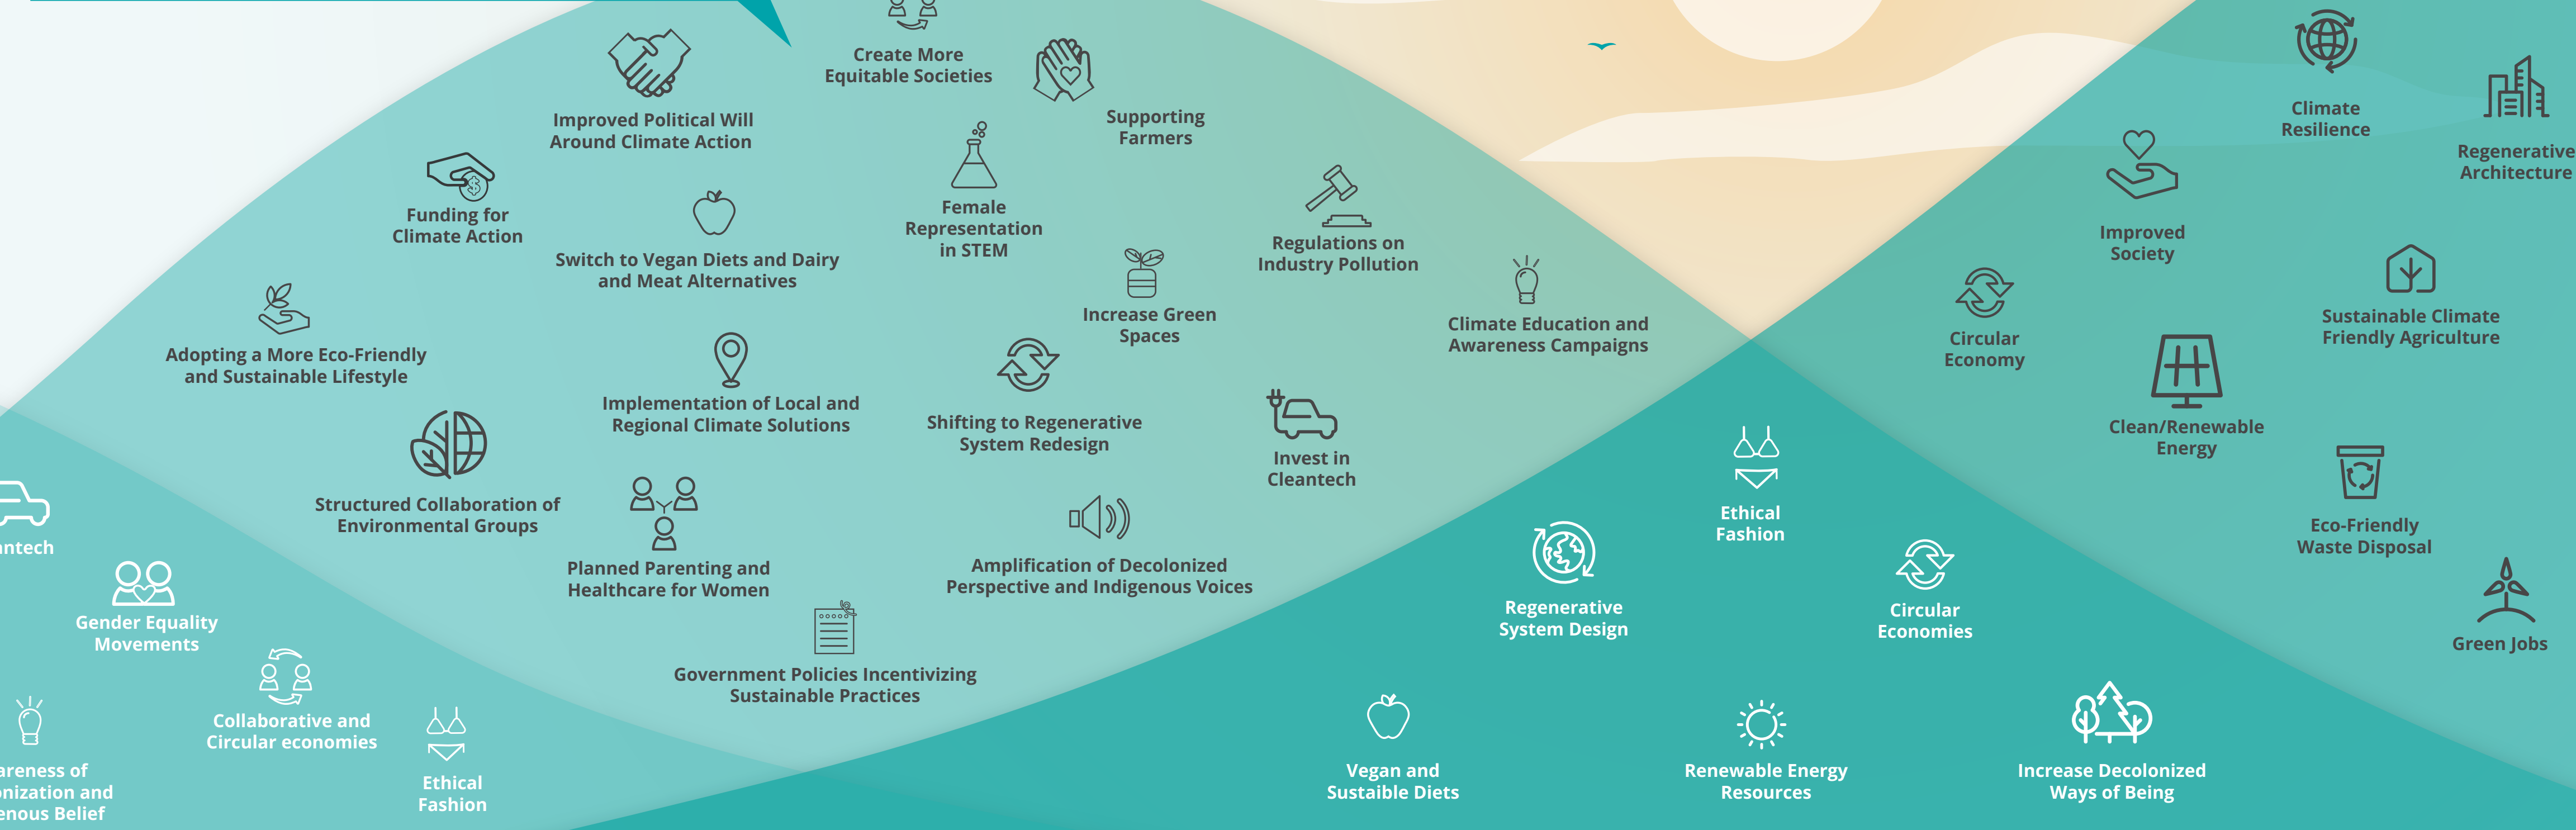 Create More
Equitable Societies
Improved Political Will
Around Climate Action
Supporting
Farmers
Funding for
Climate Action
Switch to Vegan Diets and Dairy
and Meat Alternatives
Female
Representation
in STEM
Regulations on
Industry Pollution
Increase Green
Spaces
Climate Education and
Awareness Campaigns
Adopting a More Eco-Friendly
and Sustainable Lifestyle
Implementation of Local and
Regional Climate Solutions
Shifting to Regenerative
System Redesign
Invest in
Cleantech
Structured Collaboration of
Environmental Groups
Planned Parenting and
Healthcare for Women
Amplification of Decolonized
Perspective and Indigenous Voices
Government Policies Incentivizing
Sustainable Practices
antech
Gender Equality
Movements
Collaborative and
Circular economies
Ethical
Fashion
areness of
onization and
enous Belief
Ethical
Fashion
Regenerative
System Design
Circular
Economies
Vegan and
Sustaible Diets
Renewable Energy
Resources
Increase Decolonized
Ways of Being
Climate
Resilience
Regenerative
Architecture
Improved
Society
Circular
Economy
Sustainable Climate
Friendly Agriculture
Clean/Renewable
Energy
Eco-Friendly
Waste Disposal
Green Jobs